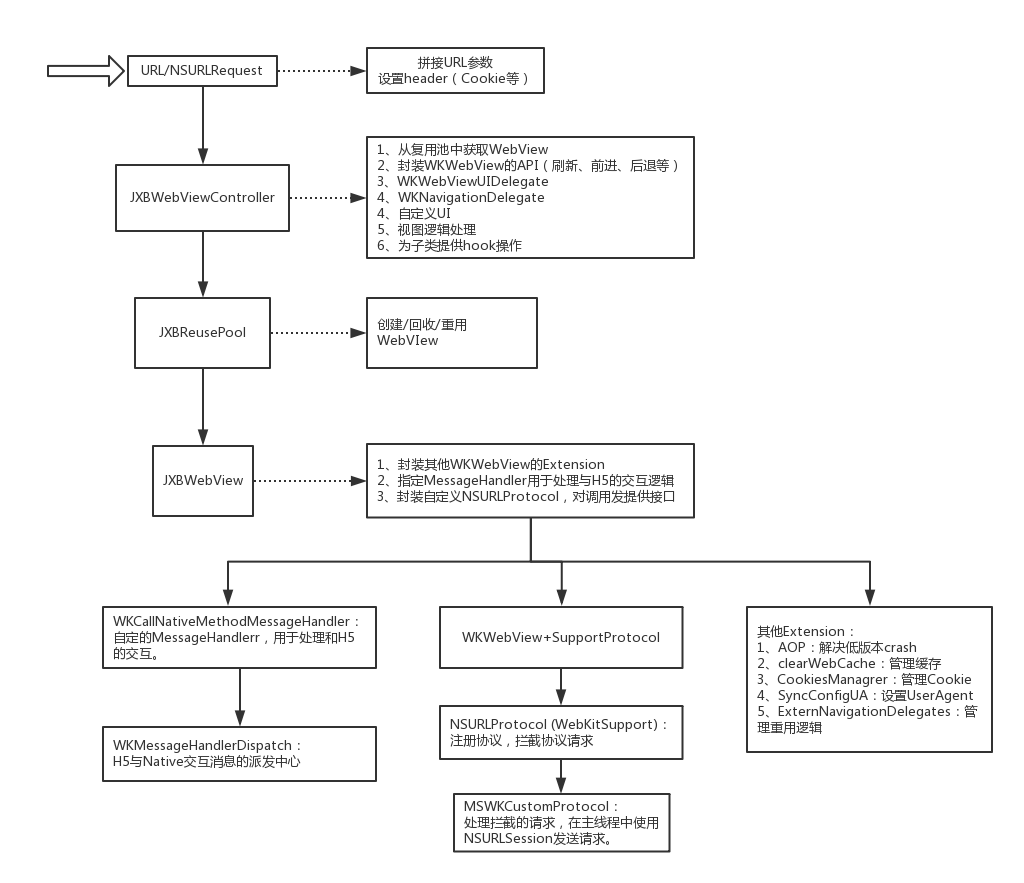 URL/NSURLRequest
拼接URL参数
设置header（Cookie等）
JXBWebViewController
1、从复用池中获取WebView
2、封装WKWebView的API（刷新、前进、后退等）
3、WKWebViewUIDelegate
4、WKNavigationDelegate
4、自定义UI
5、视图逻辑处理
6、为子类提供hook操作
JXBReusePool
创建/回收/重用
WebVIew
JXBWebView
1、封装其他WKWebView的Extension
2、指定MessageHandler用于处理与H5的交互逻辑
3、封装自定义NSURLProtocol，对调用发提供接口
WKCallNativeMethodMessageHandler：
自定的MessageHandlerr，用于处理和H5
的交互。
WKWebView+SupportProtocol
其他Extension：
1、AOP：解决低版本crash
2、clearWebCache：管理缓存
3、CookiesManagrer：管理Cookie
4、SyncConfigUA：设置UserAgent
5、ExternNavigationDelegates：管
理重用逻辑
WKMessageHandlerDispatch：
H5与Native交互消息的派发中心
NSURLProtocol (WebKitSupport)：
注册协议，拦截协议请求
MSWKCustomProtocol：
处理拦截的请求，在主线程中使用
NSURLSession发送请求。